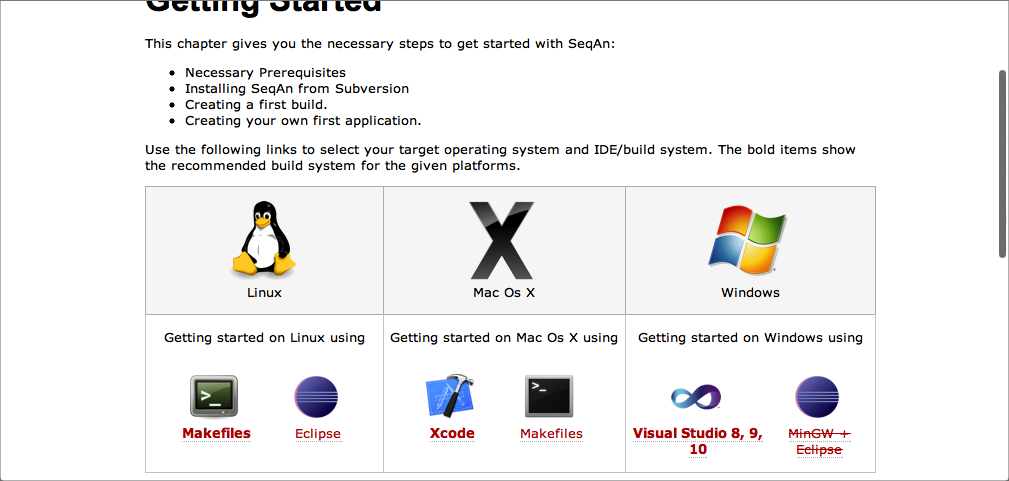 Getting Started
This chapter gives you the necessary steps to get started with SeqAn:
• Necessary Prerequisites
• Installing SeqAn from Subversion
• Creating a first build.
• Creating your own first application.
Use the following links to select your target operating system and IDE/build system. The bold items show
the recommended build system for the given platforms.
Linux
Mac Os X
Windows
Getting started on Linux using
Getting started on Mac Os X using
Getting started on Windows using
Makefiles
Eclipse
Xcode
Makefiles
Visual Studio 8, 9,
10
MinGW +
Eclipse